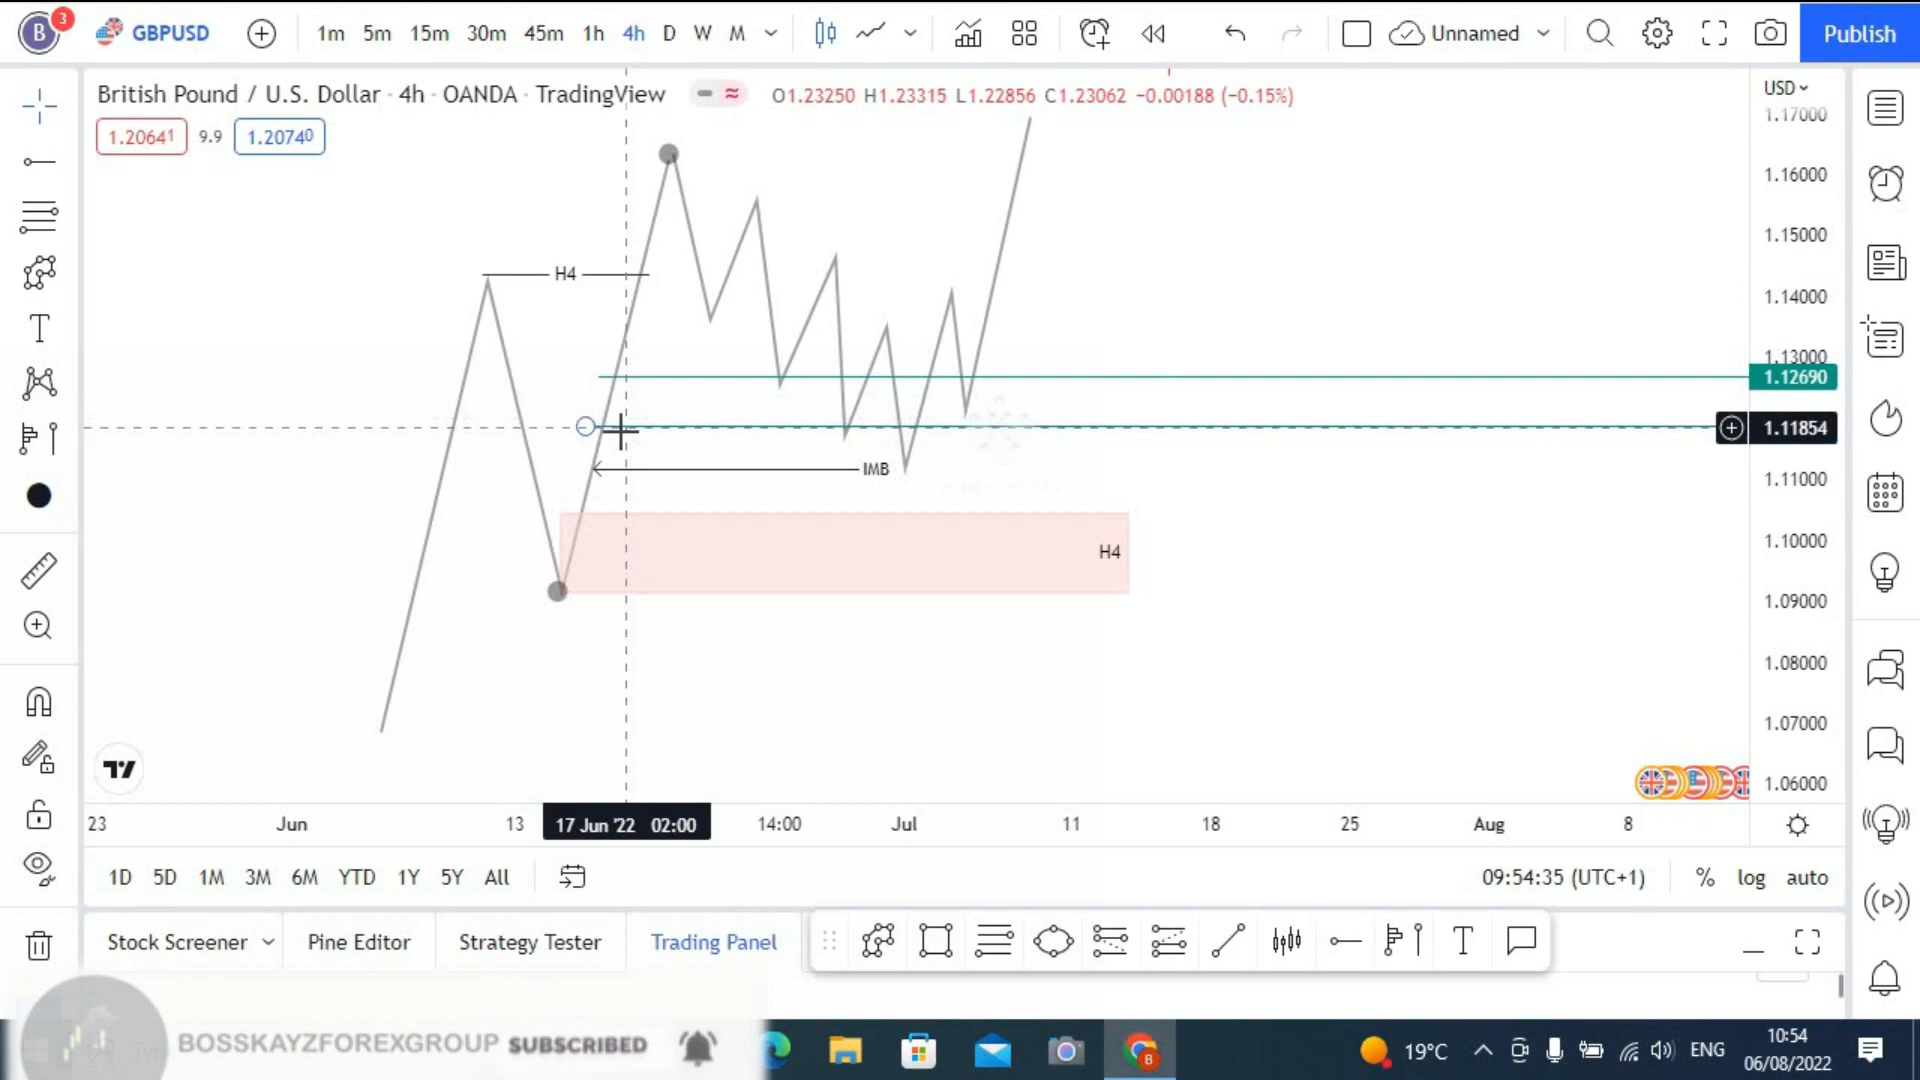 B 3 GBPUSD 1m 5m 15m 30m 45m 1h 4h D W M Unnamed Publish
British Pound / U.S. Dollar · 4h · OANDA · TradingView O1.23250 H1.23315 L1.22856 C1.23062 −0.00188 (−0.15%) USD
1.20641 9.9 1.20740
1.17000
1.16000
1.15000
H4
1.14000
1.13000
1.12690
1.11854
IMB
1.11000
H4
1.10000
1.09000
1.08000
1.07000
1.06000
23 Jun 13 17 Jun '22 02:00 14:00 Jul 11 18 25 Aug 8
1D 5D 1M 3M 6M YTD 1Y 5Y All 09:54:35 (UTC+1) % log auto
Stock Screener Pine Editor Strategy Tester Trading Panel
BOSSKAYZFOREXGROUP SUBSCRIBED B 19°C ENG 10:54
06/08/2022